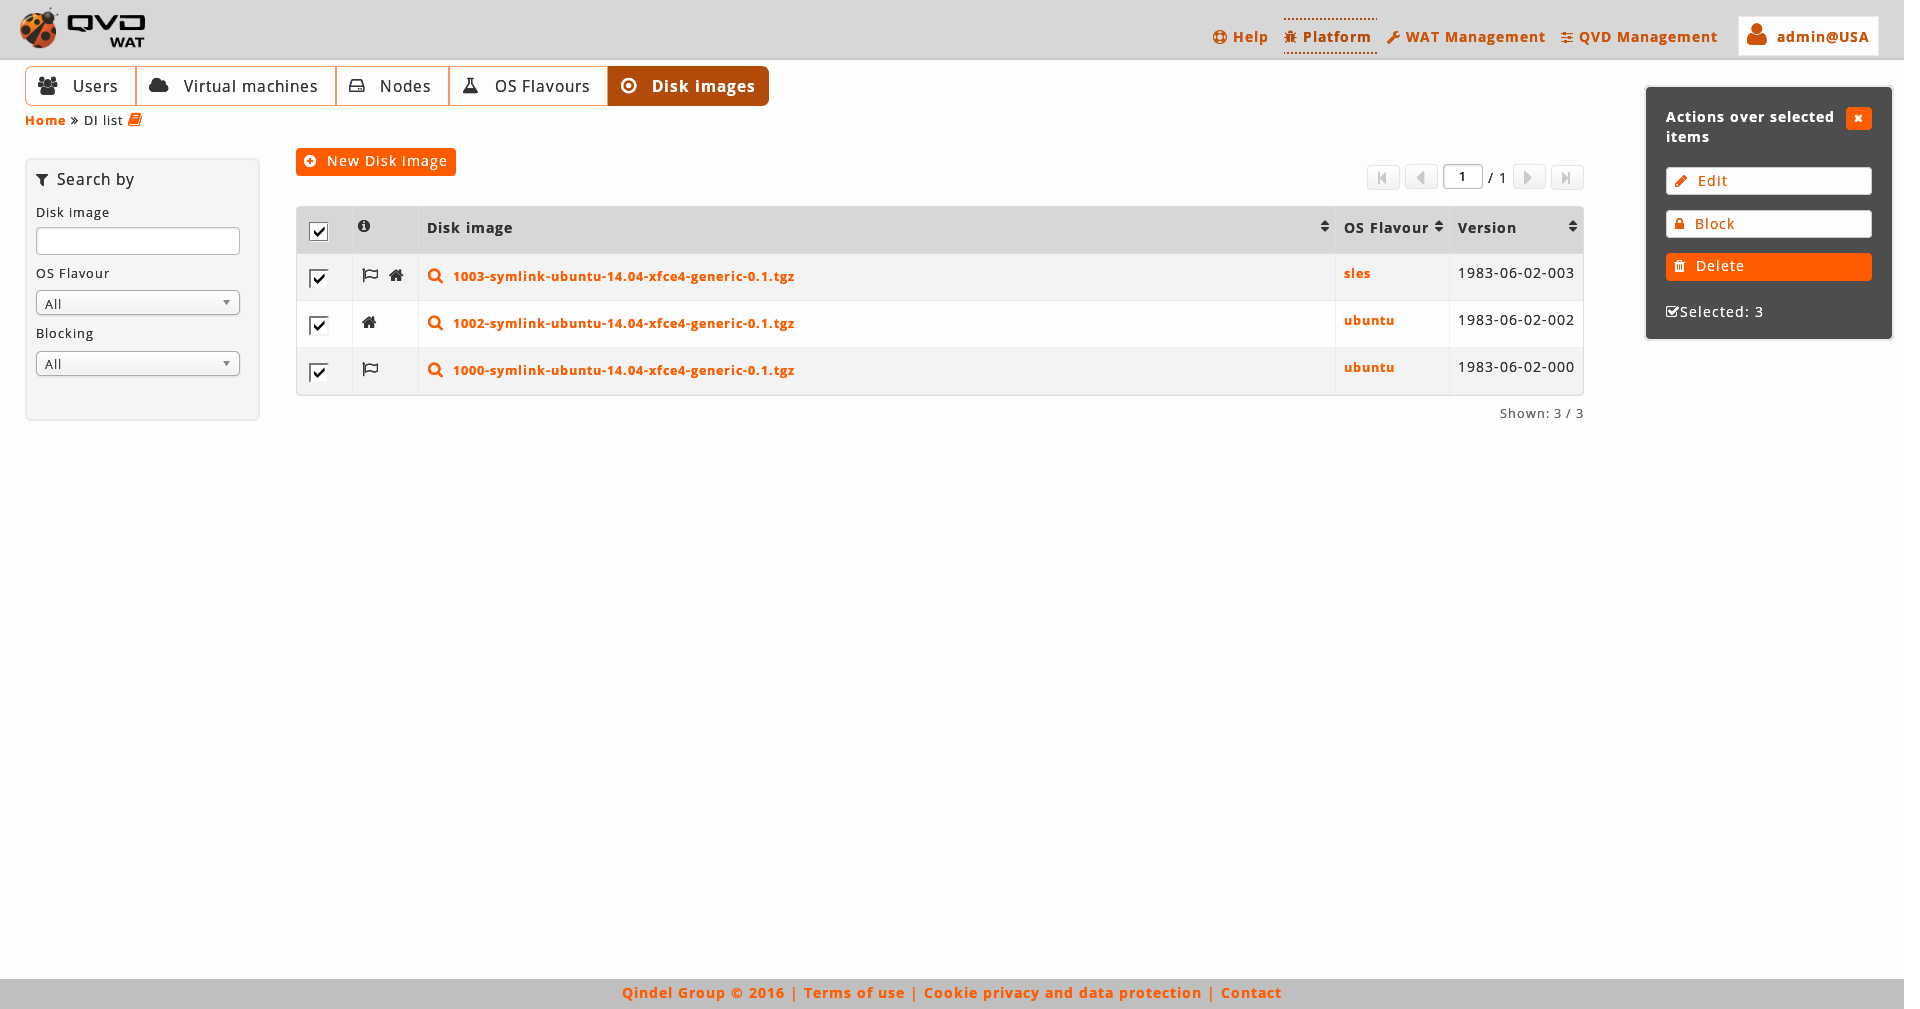 QVD
WAT
Help Platform WAT Management QVD Management admin@USA
Users Virtual machines Nodes OS Flavours Disk images
Home » DI list
Actions over selected
items
Edit
Block
Delete
Selected: 3
Search by
Disk image
OS Flavour
All
Blocking
All
New Disk image
1 / 1
Disk image OS Flavour Version
1003-symlink-ubuntu-14.04-xfce4-generic-0.1.tgz sles 1983-06-02-003
1002-symlink-ubuntu-14.04-xfce4-generic-0.1.tgz ubuntu 1983-06-02-002
1000-symlink-ubuntu-14.04-xfce4-generic-0.1.tgz ubuntu 1983-06-02-000
Shown: 3 / 3
Qindel Group © 2016 | Terms of use | Cookie privacy and data protection | Contact